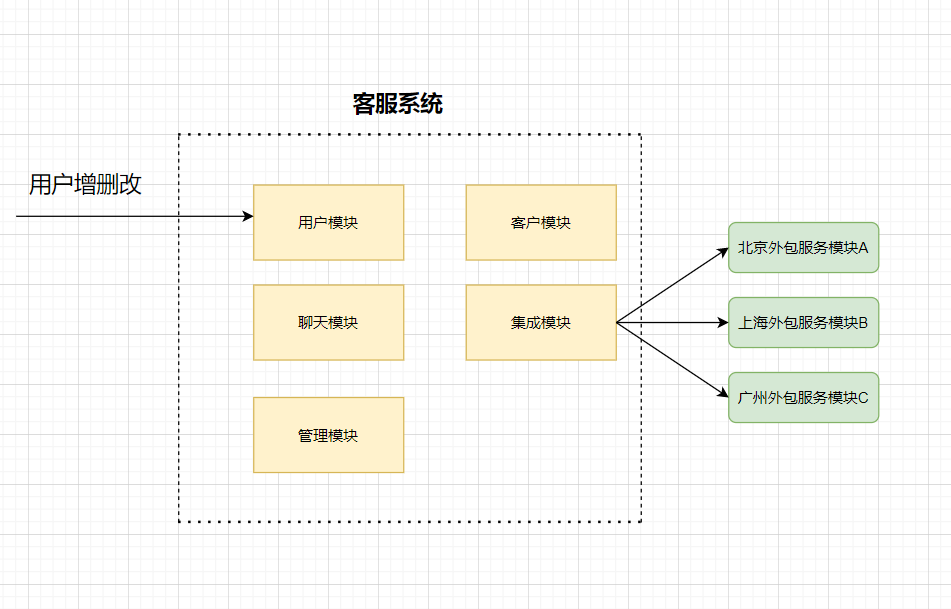 客服系统
用户增删改
用户模块
客户模块
北京外包服务模块A
聊天模块
集成模块
上海外包服务模块B
广州外包服务模块C
管理模块